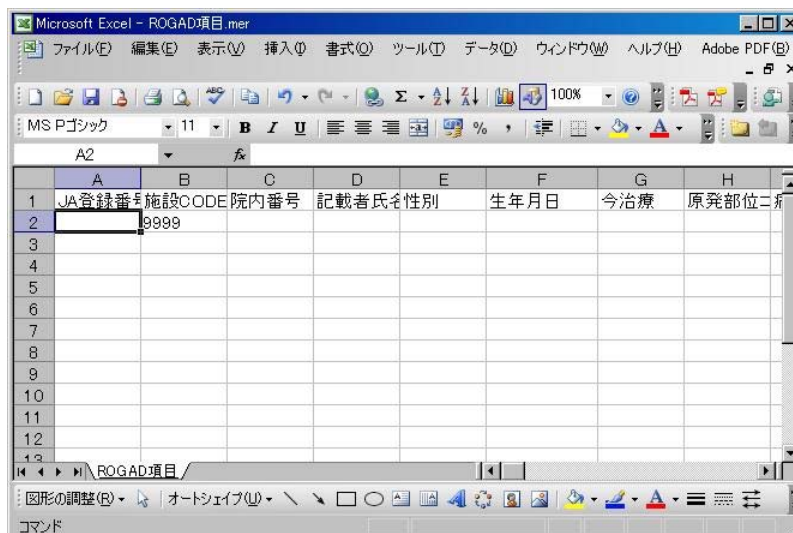 Microsoft Excel - ROGAD項目.mer
ファイル(F) 編集(E) 表示(V) 挿入(I) 書式(O) ツール(T) データ(D) ウィンドウ(W) ヘルプ(H) Adobe PDF(B)
100%
MS Pゴシック 11 B I U % ,
A2 fx
A B C D E F G H
1 JA登録番号 施設CODE 院内番号 記載者氏名 性別 生年月日 今治療 原発部位コ
2 9999
3
4
5
6
7
8
9
10
11
12
13
ROGAD項目
図形の調整(R) オートシェイプ(U)
コマンド